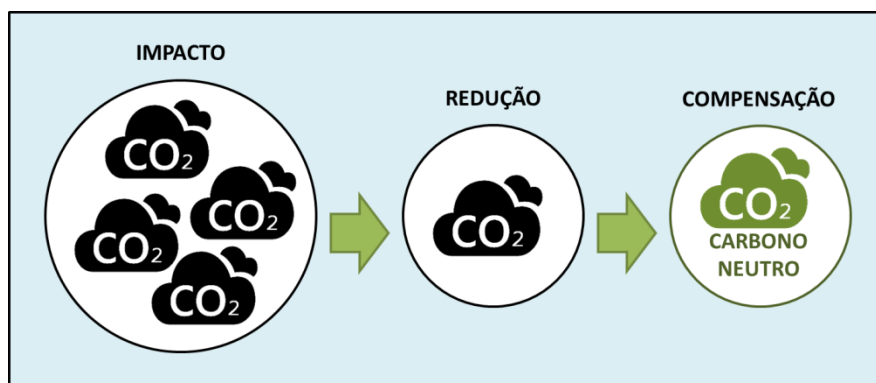 IMPACTO
CO₂
CO₂
CO₂
CO₂
REDUÇÃO
CO₂
COMPENSAÇÃO
CO₂
CARBONO
NEUTRO